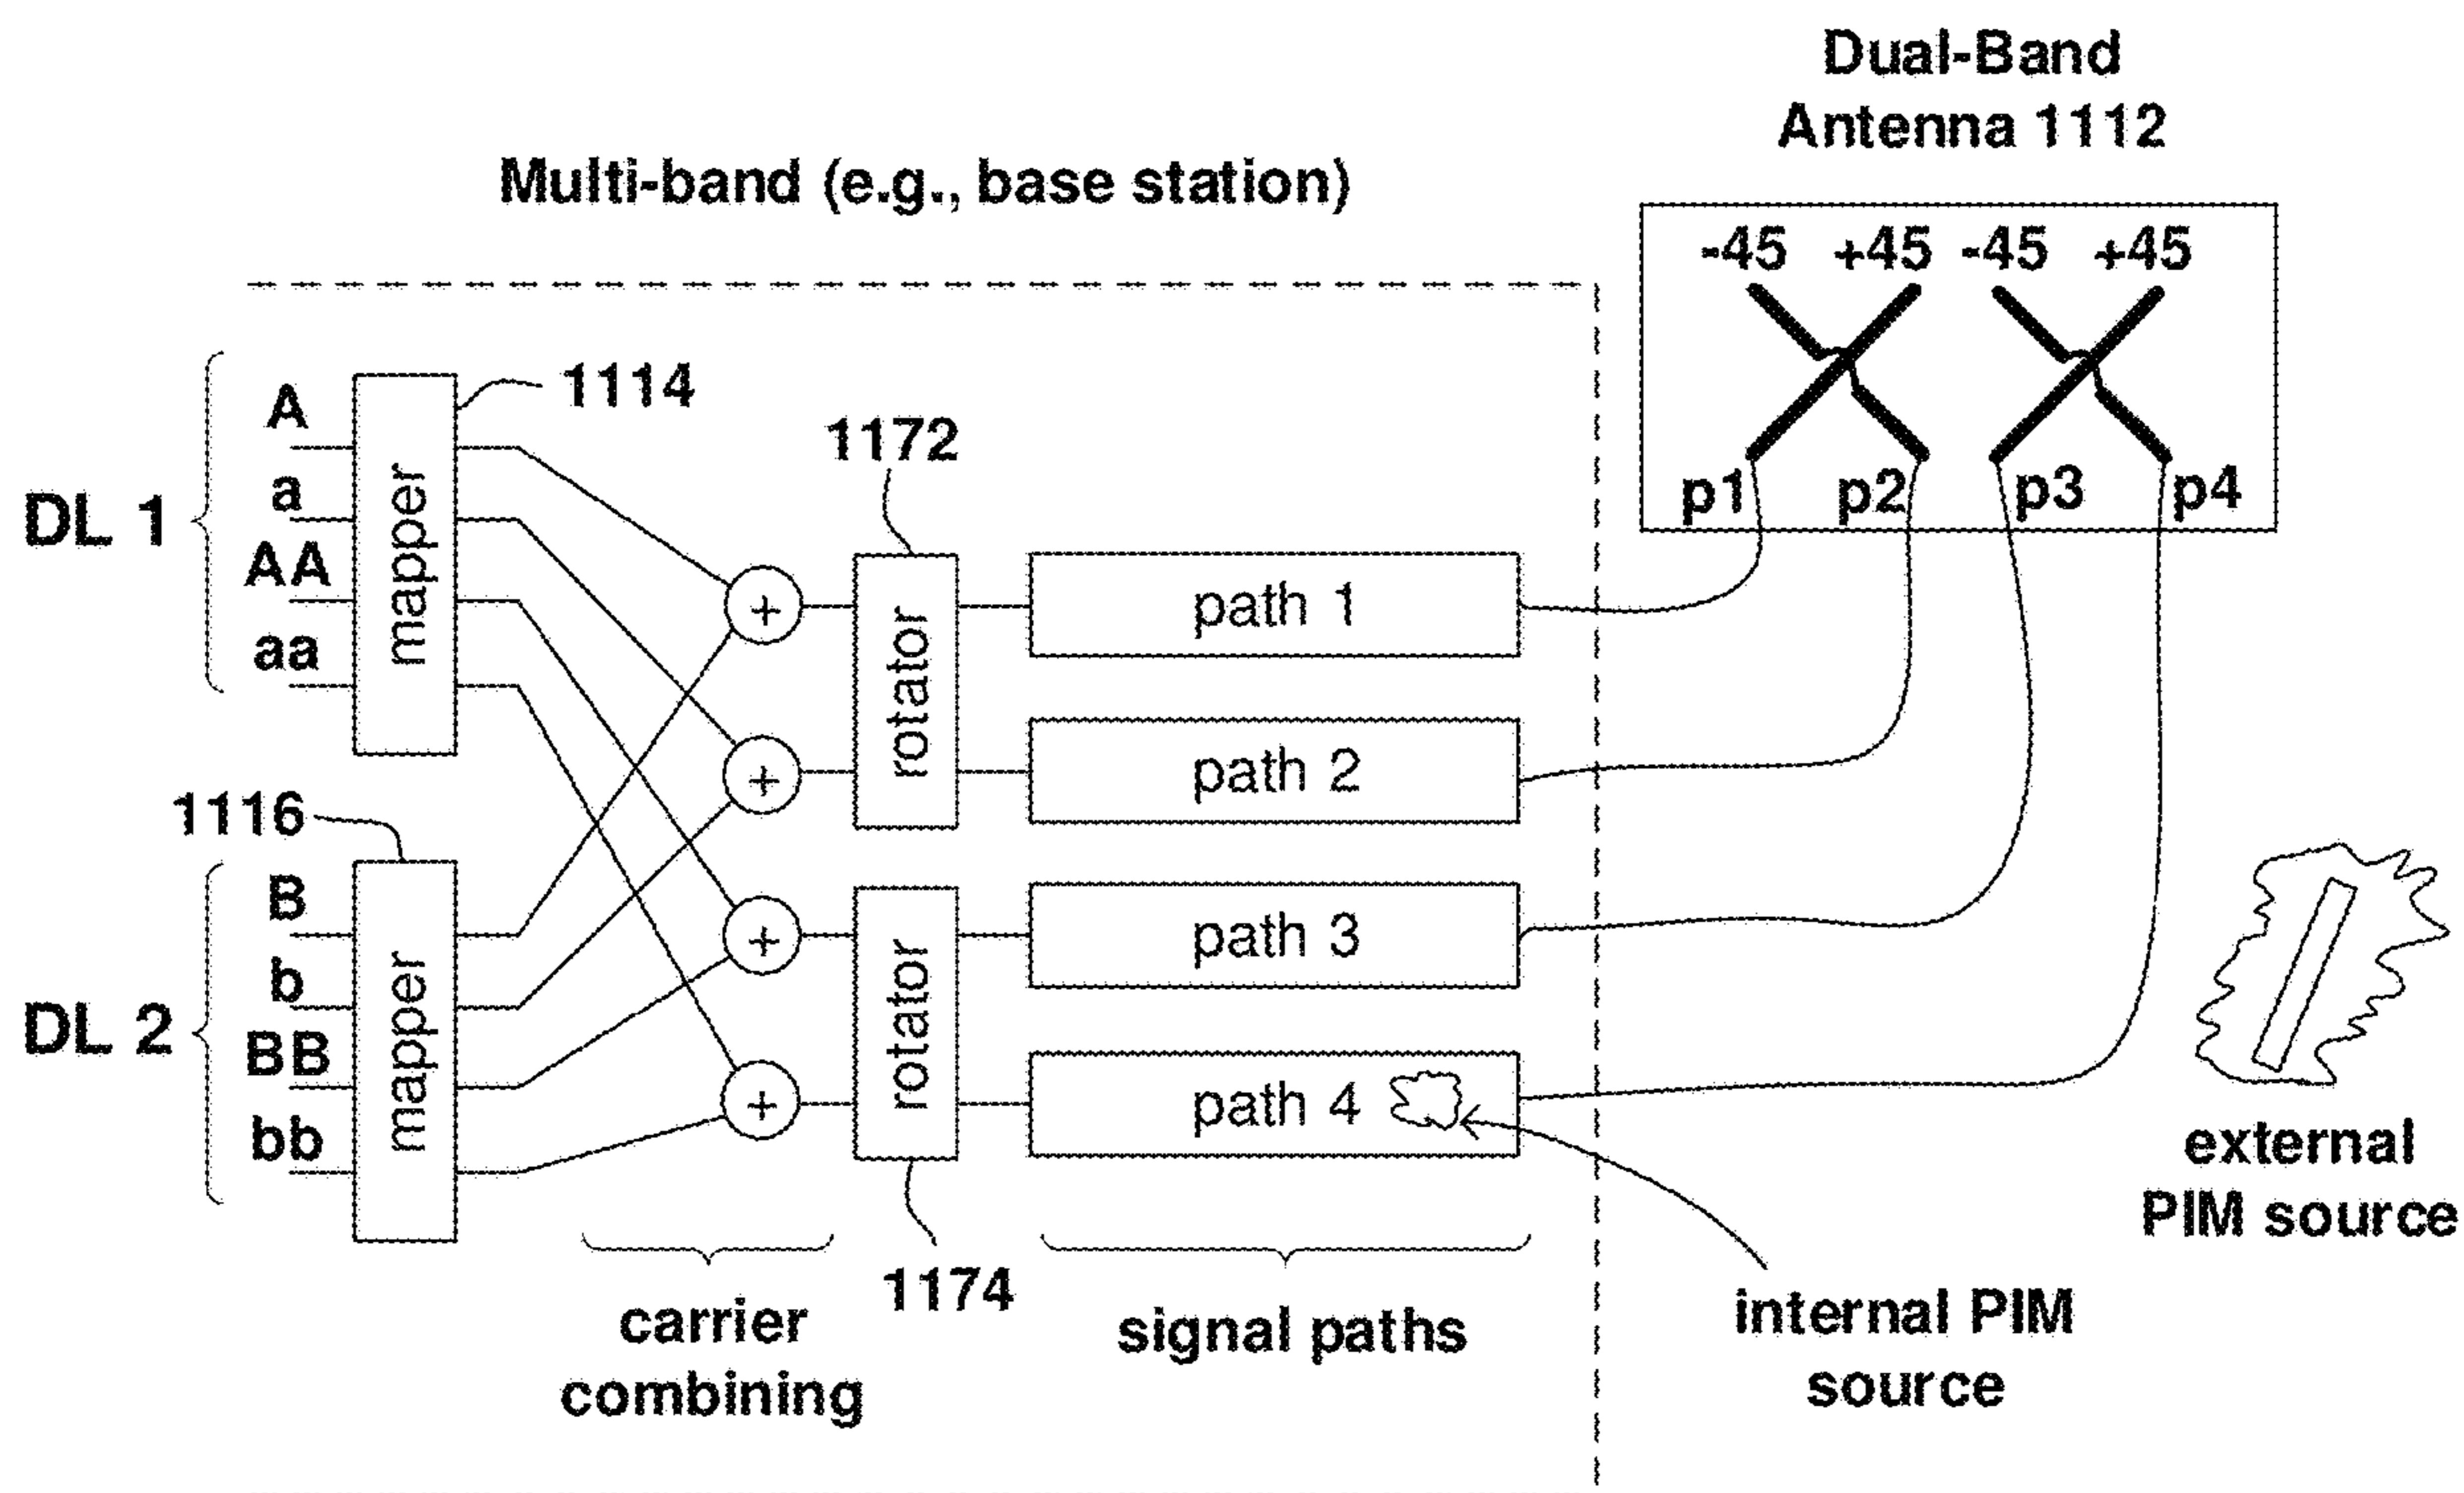 Dual-Band
Antenna 1112
Multi-band (e.g., base station)
-45 +45 -45 +45
p1 p2 p3 p4
DL 1
A
a
AA
aa
mapper
1114
1172
1116
DL 2
B
b
BB
bb
mapper
+
+
+
+
rotator
rotator
1174
path 1
path 2
path 3
path 4
carrier
combining
signal paths
internal PIM
source
external
PIM source